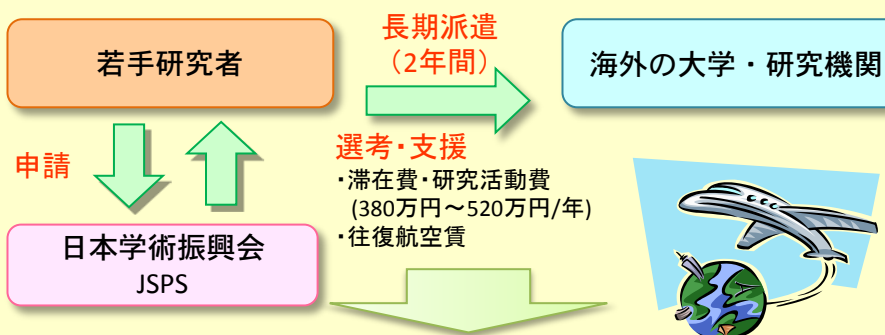 若手研究者
長期派遣
(2年間)
海外の大学・研究機関
申請
選考・支援
・滞在費・研究活動費
(380万円～520万円/年)
・往復航空賃
日本学術振興会
JSPS